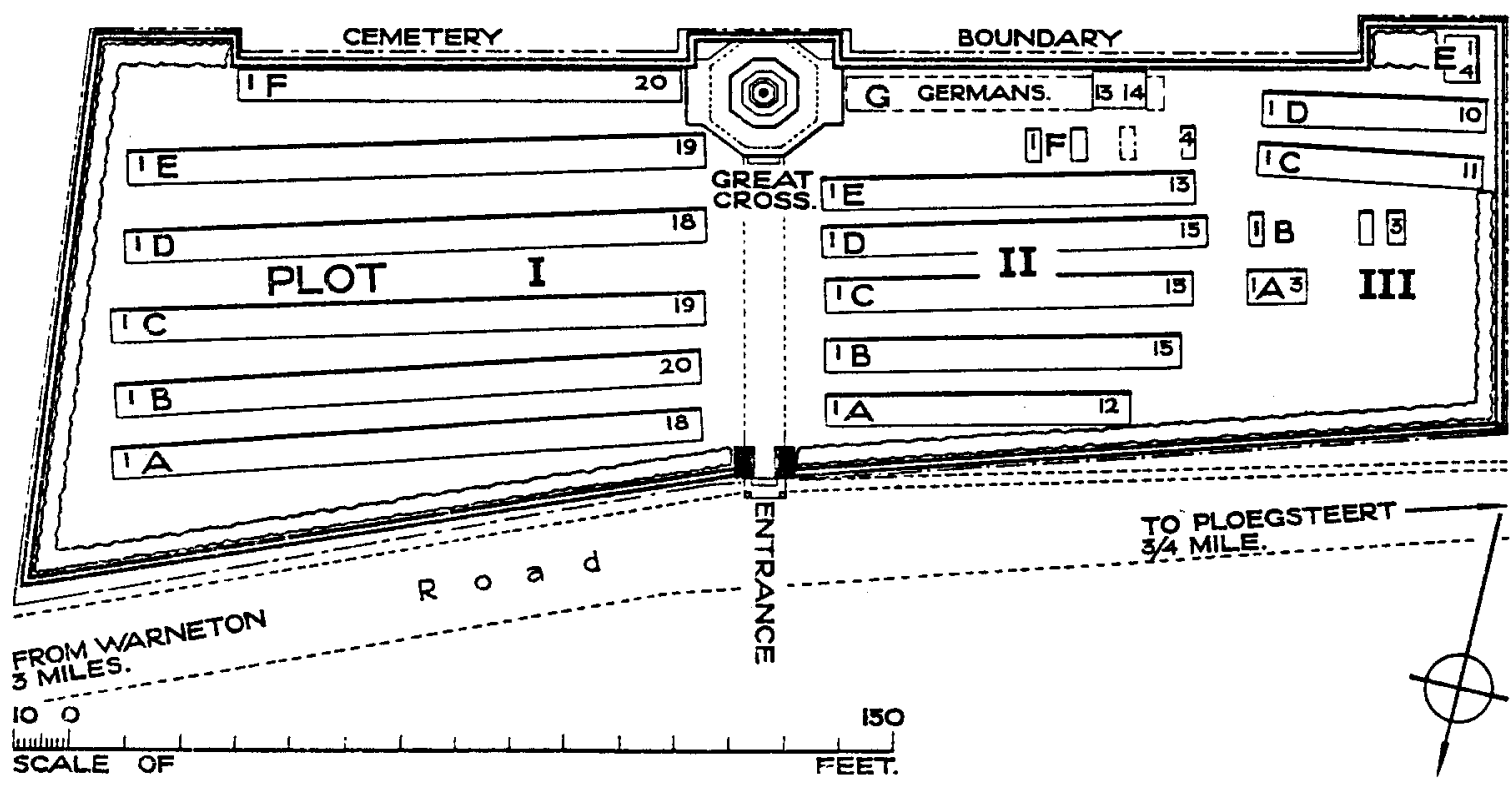 CEMETERY BOUNDARY
1 F 20
G GERMANS. 13 14
E 1 4
1 D 10
1 E 19
1 F 4
1 C 11
GREAT
CROSS.
1 E 13
1 D 18
1 D 15
1 B 3
PLOT I
II
1 C 19
1 C 15
1 A 3
III
1 B 20
1 B 15
1 A 18
1 A 12
ENTRANCE
TO PLOEGSTEERT
3/4 MILE.
Road
FROM WARNETON
3 MILES.
10 0 150
SCALE OF FEET.